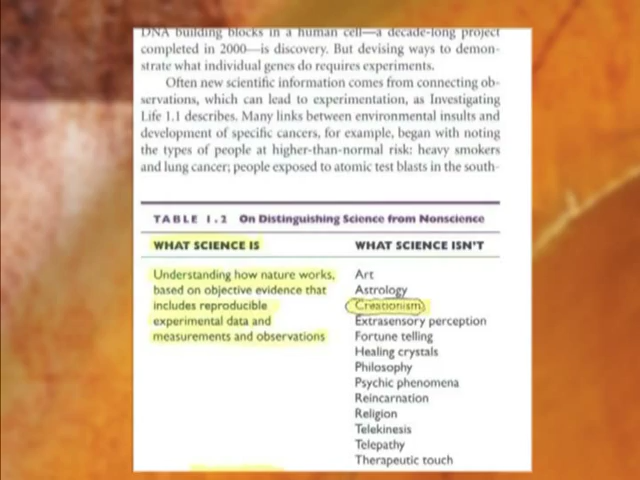 DNA building blocks in a human cell—a decade-long project
completed in 2000—is discovery. But devising ways to demon-
strate what individual genes do requires experiments.
Often new scientific information comes from connecting ob-
servations, which can lead to experimentation, as Investigating
Life 1.1 describes. Many links between environmental insults and
development of specific cancers, for example, began with noting
the types of people at higher-than-normal risk: heavy smokers
and lung cancer; people exposed to atomic test blasts in the south-
TABLE 1.2 On Distinguishing Science from Nonscience
WHAT SCIENCE IS WHAT SCIENCE ISN'T
Understanding how nature works, Art
based on objective evidence that Astrology
includes reproducible Creationism
experimental data and Extrasensory perception
measurements and observations Fortune telling
Healing crystals
Philosophy
Psychic phenomena
Reincarnation
Religion
Telekinesis
Telepathy
Therapeutic touch